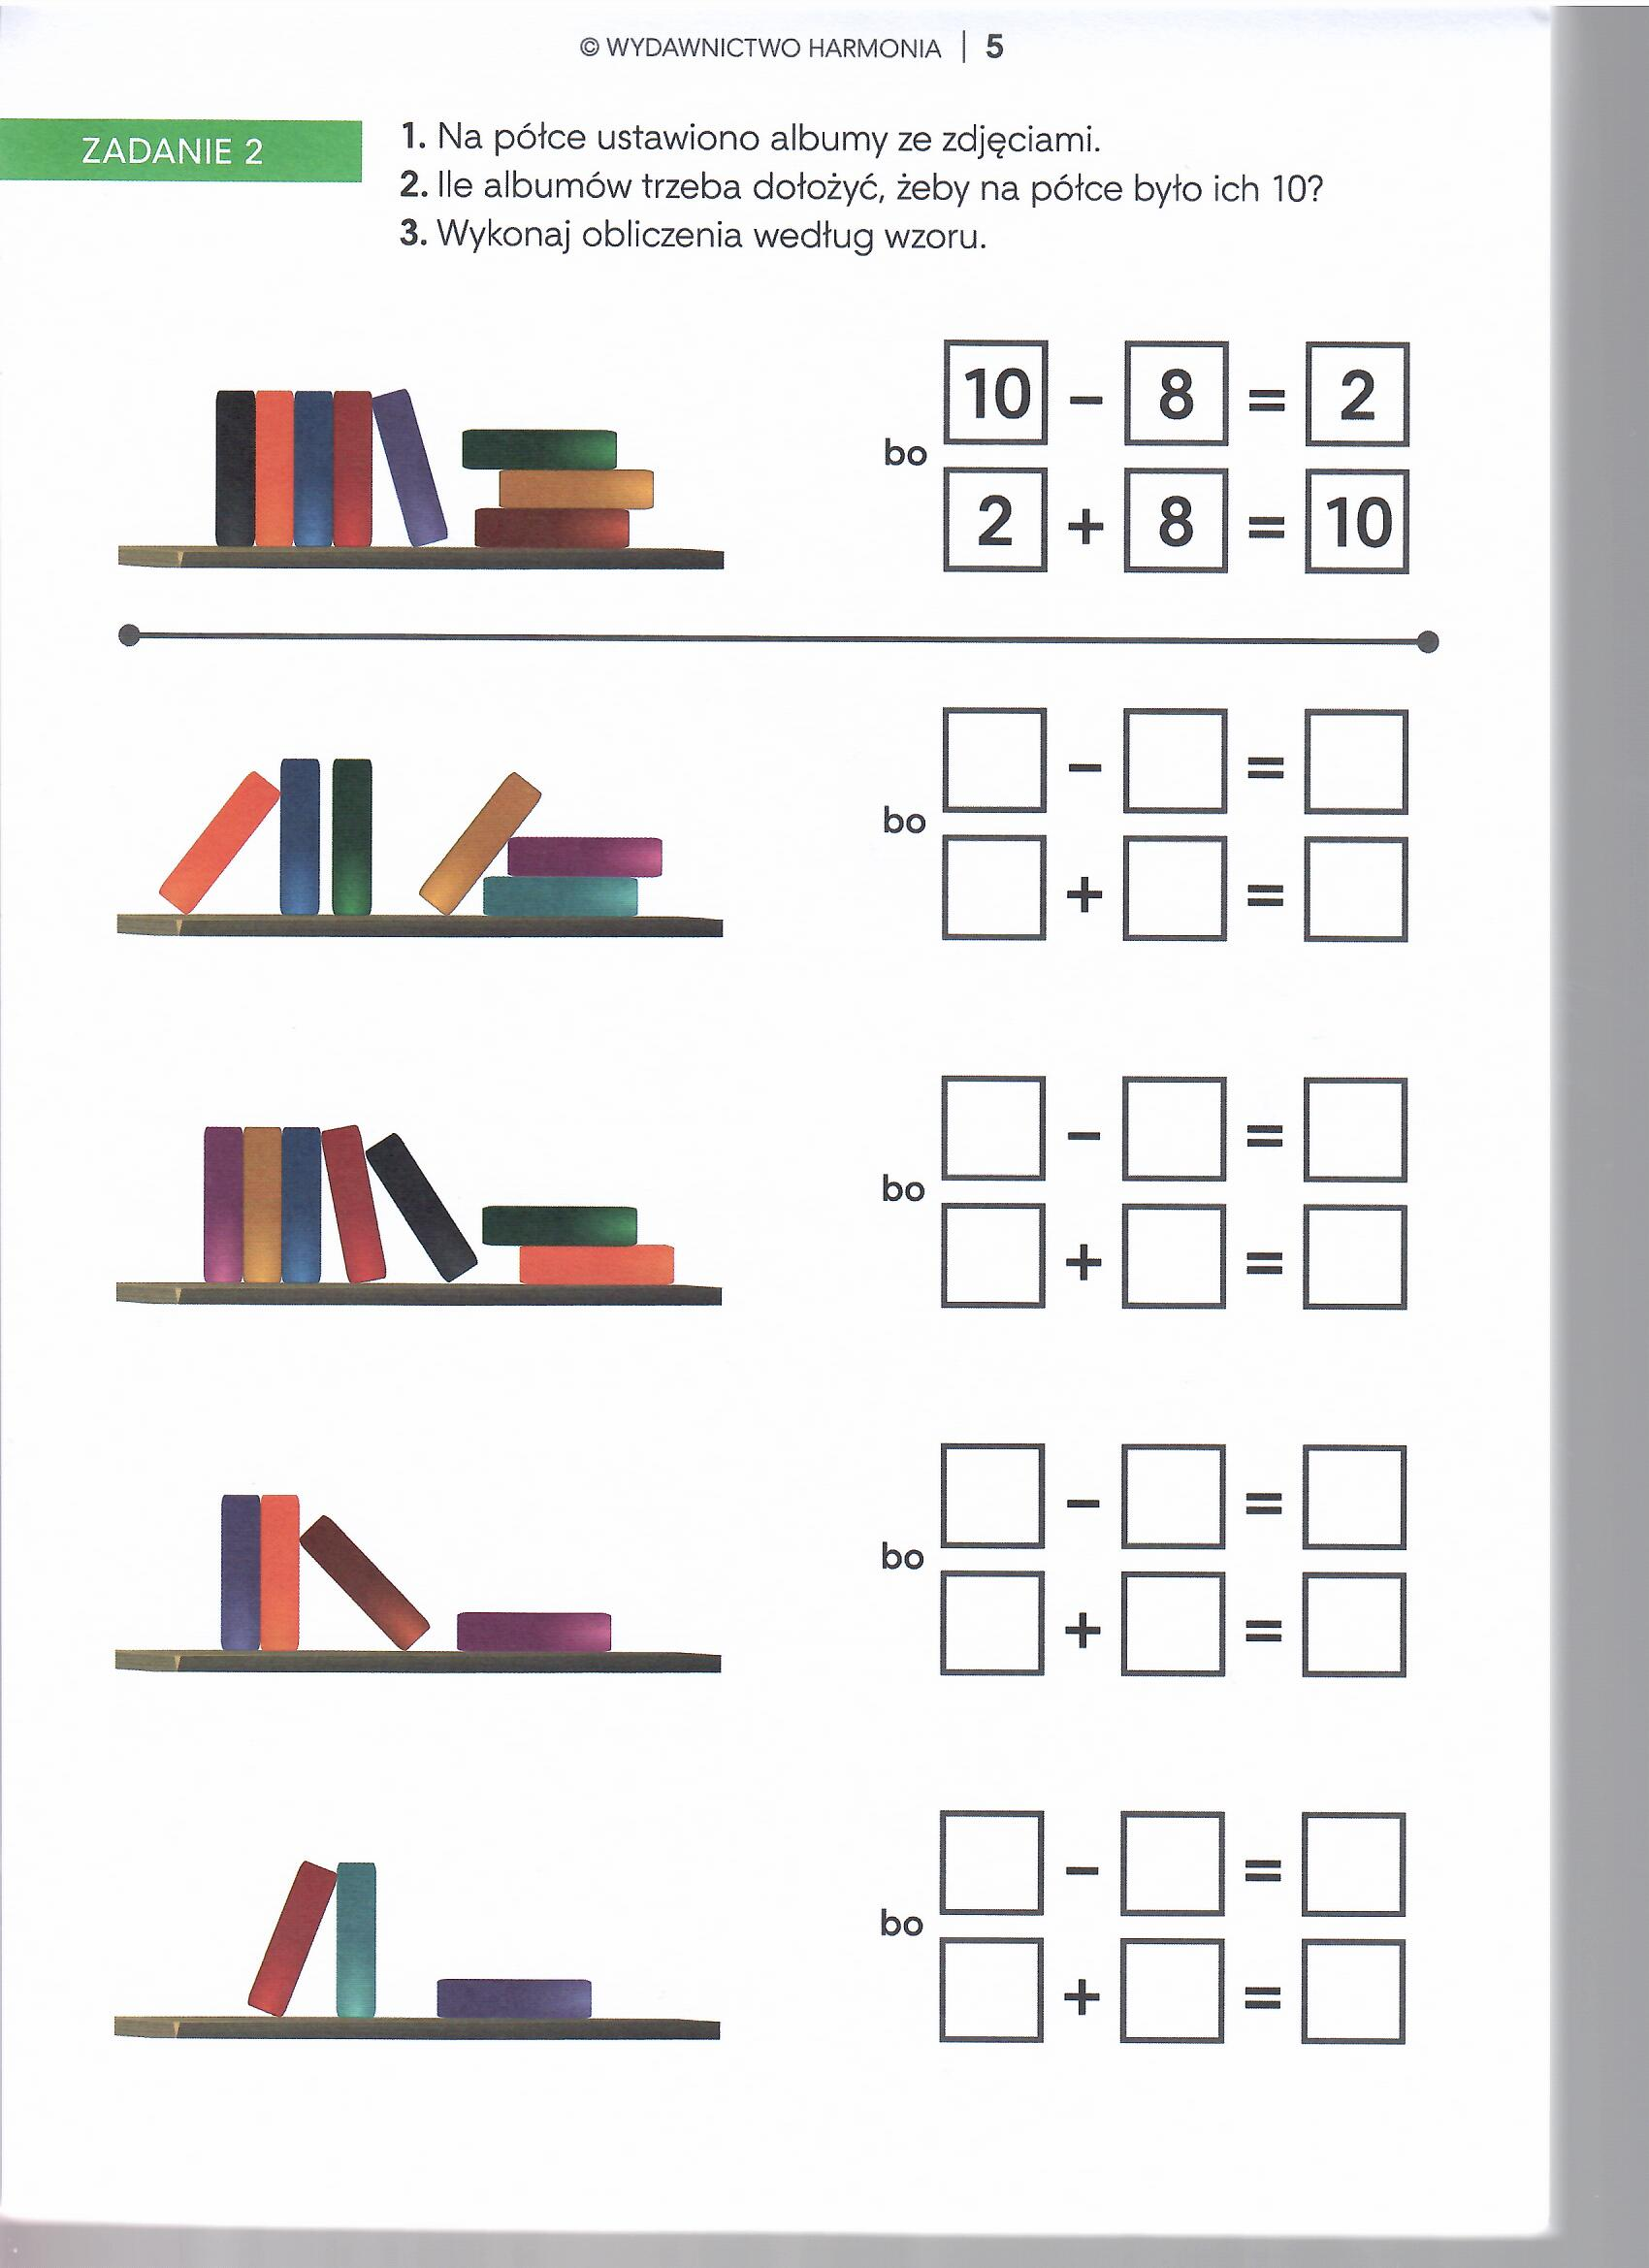 © WYDAWNICTWO HARMONIA | 5
ZADANIE 2
1. Na półce ustawiono albumy ze zdjęciami.
2. Ile albumów trzeba dołożyć, żeby na półce było ich 10?
3. Wykonaj obliczenia według wzoru.
10 - 8 = 2
bo
2 + 8 = 10
- =
bo
+ =
- =
bo
+ =
- =
bo
+ =
- =
bo
+ =